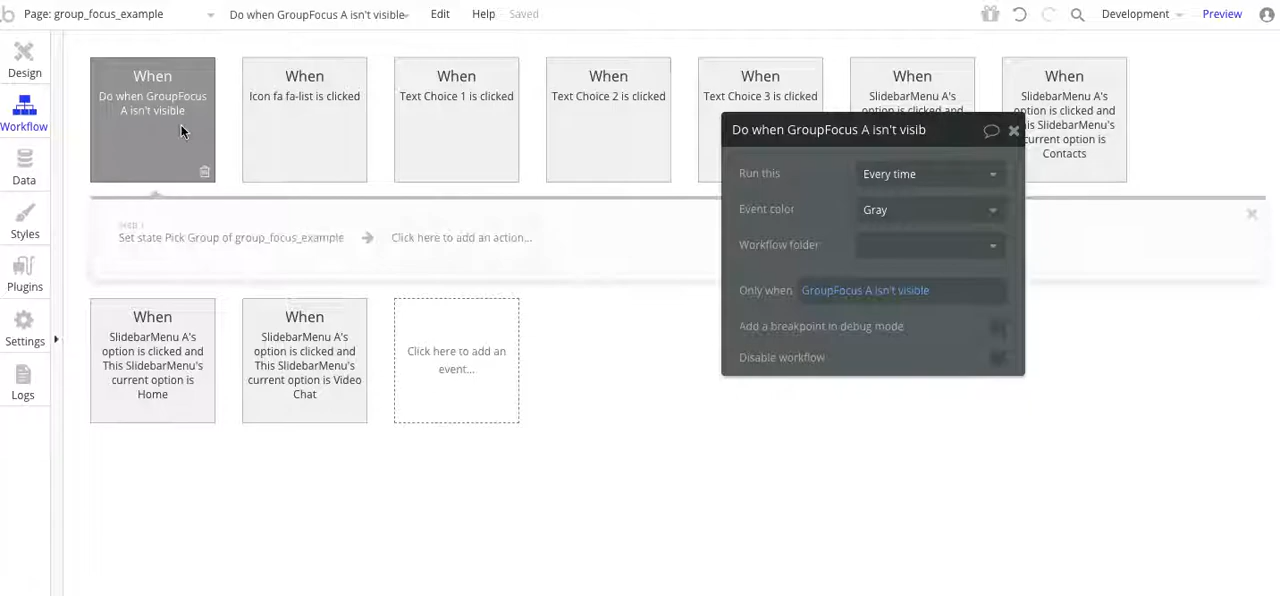 b Page: group_focus_example Do when GroupFocus A isn't visible Edit Help Saved Development Preview
Design
Workflow
Data
Styles
Plugins
Settings
Logs
When
Do when GroupFocus
A isn't visible
When
Icon fa fa-list is clicked
When
Text Choice 1 is clicked
When
Text Choice 2 is clicked
When
Text Choice 3 is clicked
When
SlidebarMenu A's
option is clicked and
When
SlidebarMenu A's
option is clicked and
This SlidebarMenu's
current option is
Contacts
Do when GroupFocus A isn't visib
Run this Every time
Event color Gray
Workflow folder
Only when GroupFocus A isn't visible
Add a breakpoint in debug mode
Disable workflow
Step 1
Set state Pick Group of group_focus_example
Click here to add an action...
When
SlidebarMenu A's
option is clicked and
This SlidebarMenu's
current option is
Home
When
SlidebarMenu A's
option is clicked and
This SlidebarMenu's
current option is Video
Chat
Click here to add an
event...